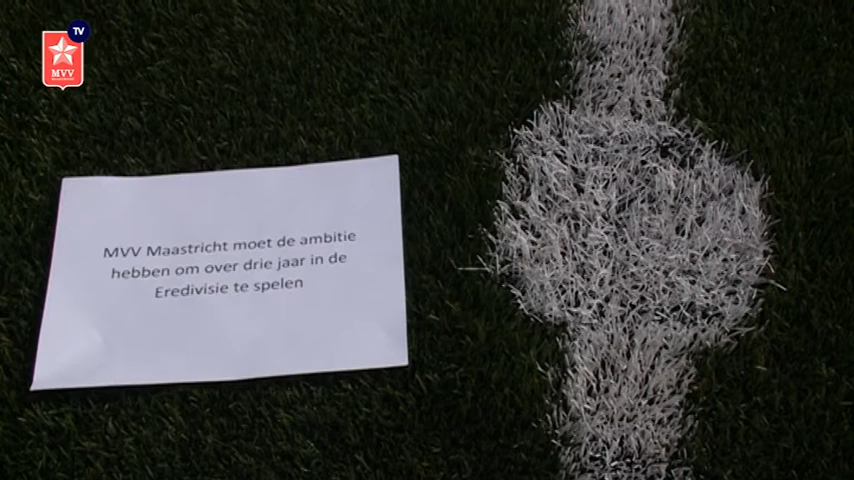 TV
MVV
MVV Maastricht moet de ambitie
hebben om over drie jaar in de
Eredivisie te spelen